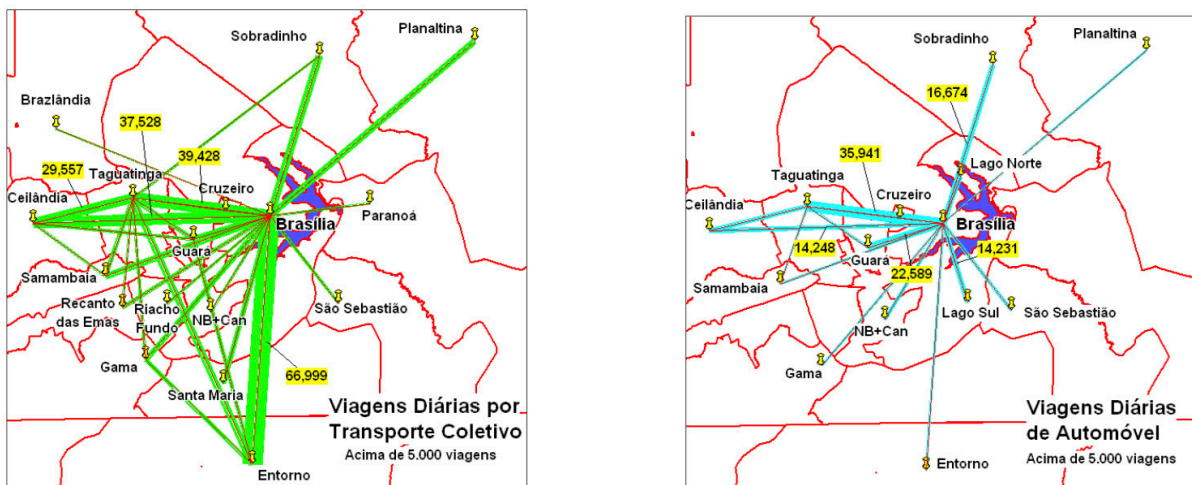 Planaltina
Sobradinho
Brazlândia
37,528
39,428
29,557
Taguatinga
Cruzeiro
Ceilândia
Paranoá
Brasília
Guará
Samambaia
Recanto
das Emas
Riacho
Fundo
NB+Can
São Sebastião
Gama
66,999
Santa Maria
Viagens Diárias por
Transporte Coletivo
Acima de 5.000 viagens
Entorno
Sobradinho
Planaltina
16,674
35,941
Lago Norte
Taguatinga
Cruzeiro
Ceilândia
Brasília
14,248
Guará
14,231
22,589
Samambaia
Lago Sul
São Sebastião
NB+Can
Gama
Viagens Diárias
de Automóvel
Acima de 5.000 viagens
Entorno